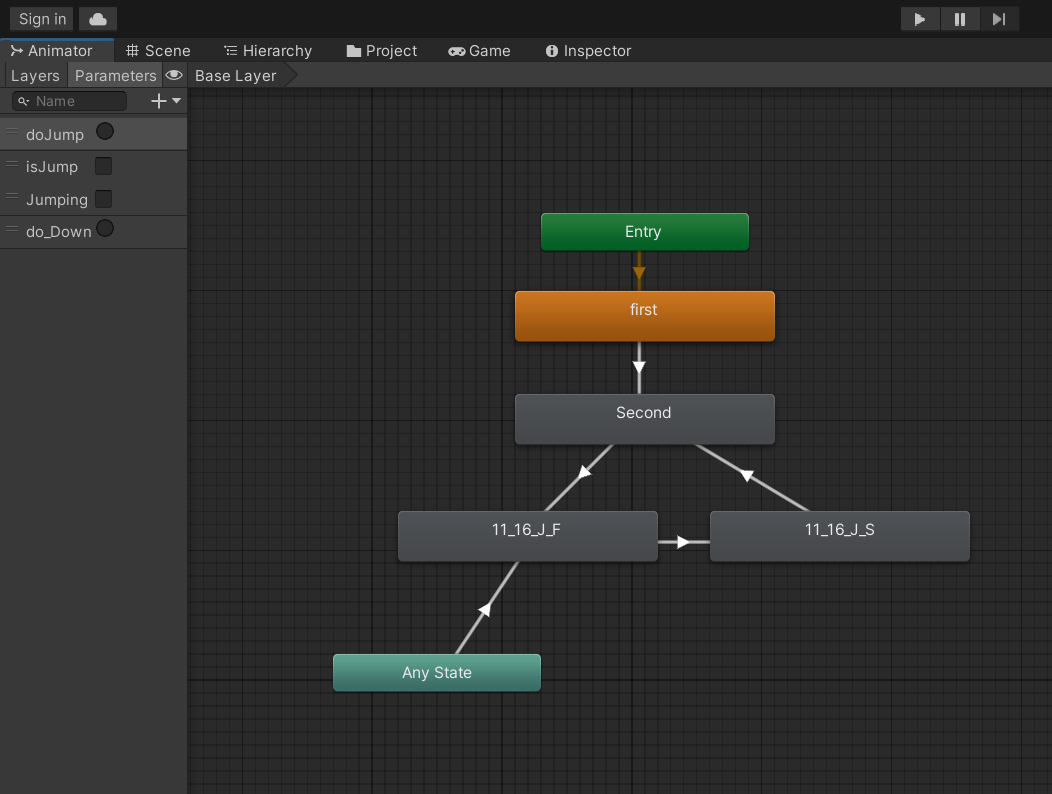 Sign in
Animator Scene Hierarchy Project Game Inspector
Layers Parameters Base Layer
Name
doJump
isJump
Jumping
do_Down
Entry
first
Second
11_16_J_F
11_16_J_S
Any State